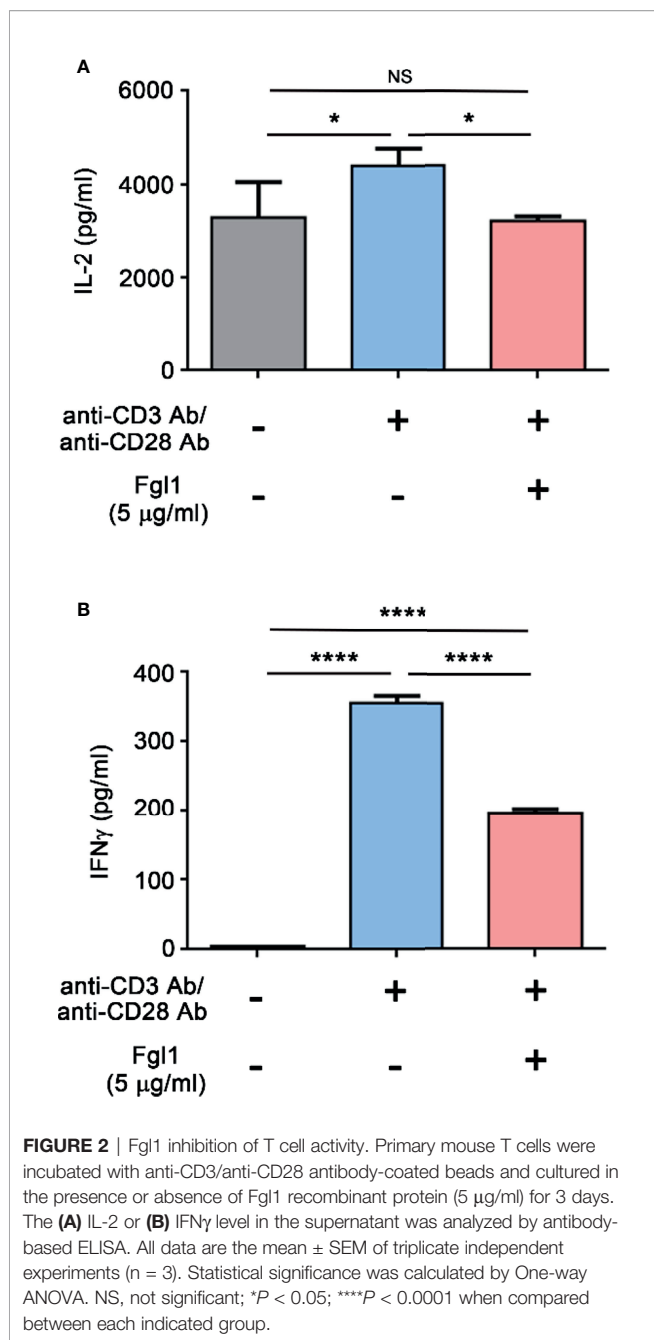 A
NS
* *
6000
4000
2000
0
IL-2 (pg/ml)
anti-CD3 Ab/
anti-CD28 Ab
- + +
Fgl1
(5 μg/ml)
- - +
B
****
**** ****
400
300
200
100
0
IFNγ (pg/ml)
anti-CD3 Ab/
anti-CD28 Ab
- + +
Fgl1
(5 μg/ml)
- - +
FIGURE 2 | Fgl1 inhibition of T cell activity. Primary mouse T cells were
incubated with anti-CD3/anti-CD28 antibody-coated beads and cultured in
the presence or absence of Fgl1 recombinant protein (5 μg/ml) for 3 days.
The (A) IL-2 or (B) IFNγ level in the supernatant was analyzed by antibody-
based ELISA. All data are the mean ± SEM of triplicate independent
experiments (n = 3). Statistical significance was calculated by One-way
ANOVA. NS, not significant; *P < 0.05; ****P < 0.0001 when compared
between each indicated group.